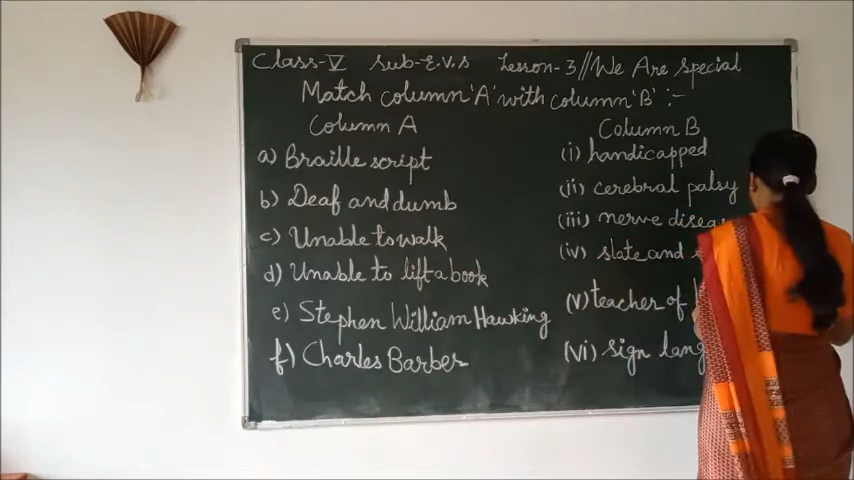 Class-V Sub-E.V.S Lesson-3//We Are Special
Match column 'A' with column 'B' :-
Column A Column B
a) Braille script (i) handicapped
b) Deaf and dumb (ii) cerebral palsy
c) Unable to walk (iii) nerve
d) Unable to lift a book (iv) slate and
e) Stephen William Hawking (v) teacher of
f) Charles Barber (vi) sign